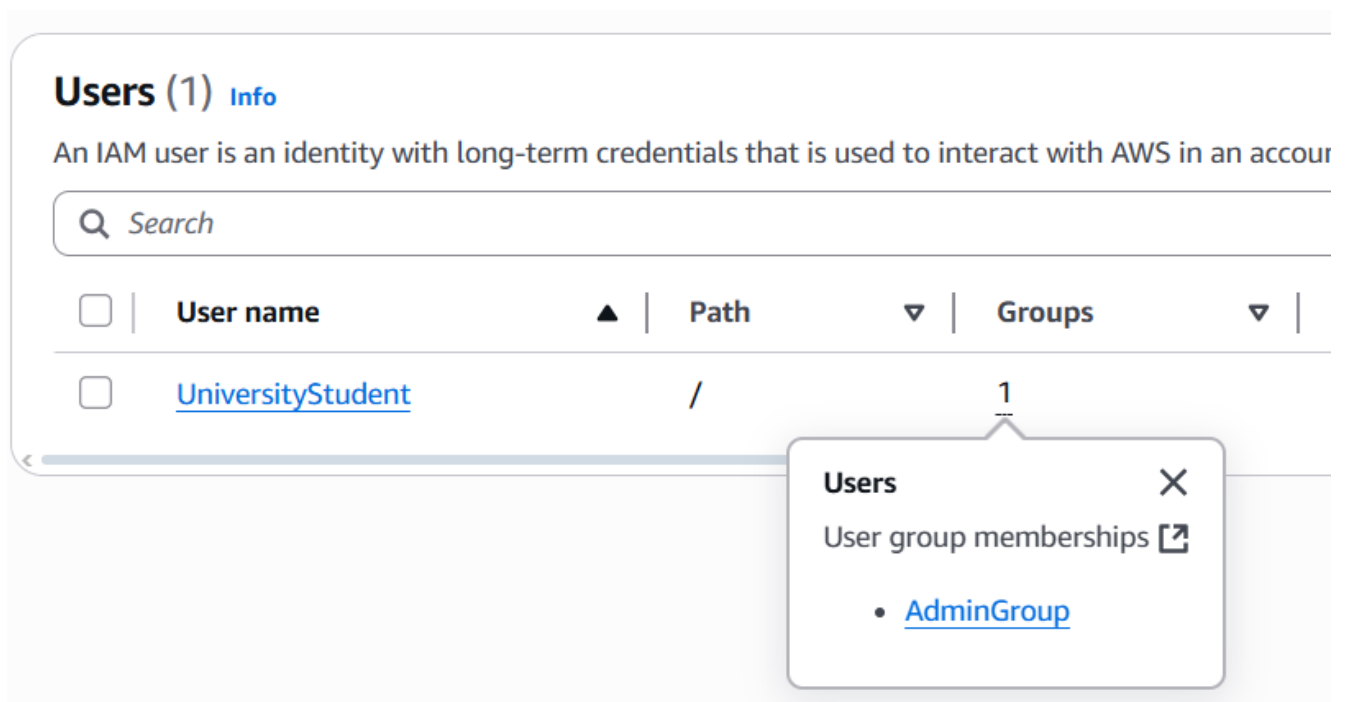 Users (1) Info
An IAM user is an identity with long-term credentials that is used to interact with AWS in an accour
Search
User name Path Groups
UniversityStudent / 1
Users
User group memberships
• AdminGroup